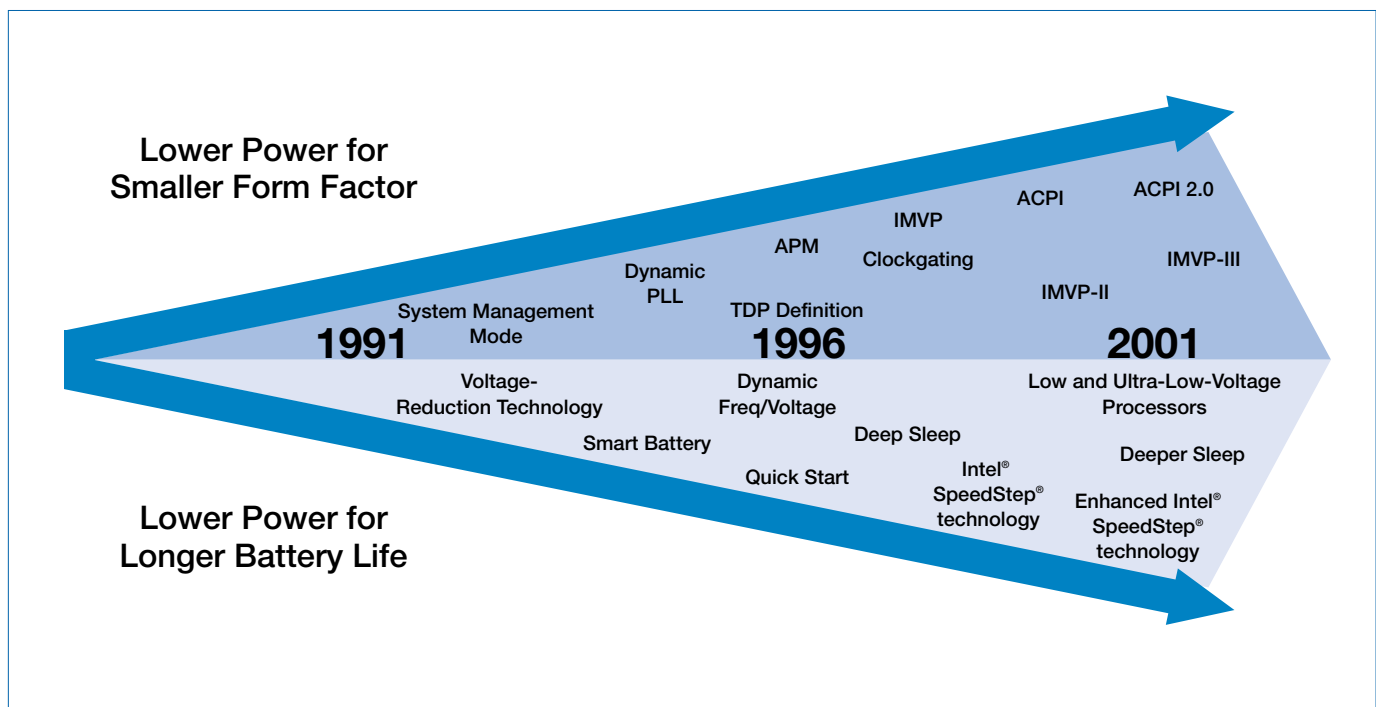 Lower Power for
Smaller Form Factor
ACPI 2.0
ACPI
IMVP
APM
Clockgating
IMVP-III
Dynamic
PLL
IMVP-II
System Management
Mode
TDP Definition
1991
1996
2001
Voltage-
Reduction Technology
Dynamic
Freq/Voltage
Low and Ultra-Low-Voltage
Processors
Smart Battery
Deep Sleep
Deeper Sleep
Quick Start
Intel®
SpeedStep®
technology
Enhanced Intel®
SpeedStep®
technology
Lower Power for
Longer Battery Life